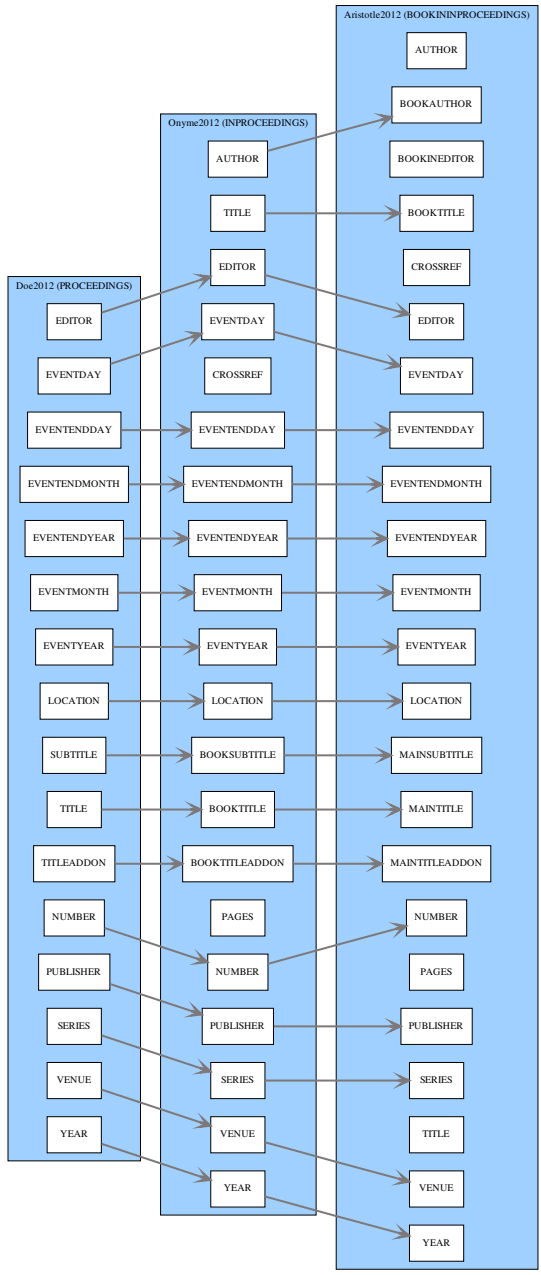 Doe2012 (PROCEEDINGS)
EDITOR
EVENTDAY
EVENTENDDAY
EVENTENDMONTH
EVENTENDYEAR
EVENTMONTH
EVENTYEAR
LOCATION
SUBTITLE
TITLE
TITLEADDON
NUMBER
PUBLISHER
SERIES
VENUE
YEAR
Onyme2012 (INPROCEEDINGS)
AUTHOR
TITLE
EDITOR
EVENTDAY
CROSSREF
EVENTENDDAY
EVENTENDMONTH
EVENTENDYEAR
EVENTMONTH
EVENTYEAR
LOCATION
BOOKSUBTITLE
BOOKTITLE
BOOKTITLEADDON
PAGES
NUMBER
PUBLISHER
SERIES
VENUE
YEAR
Aristotle2012 (BOOKININPROCEEDINGS)
AUTHOR
BOOKAUTHOR
BOOKINEDITOR
BOOKTITLE
CROSSREF
EDITOR
EVENTDAY
EVENTENDDAY
EVENTENDMONTH
EVENTENDYEAR
EVENTMONTH
EVENTYEAR
LOCATION
MAINSUBTITLE
MAINTITLE
MAINTITLEADDON
NUMBER
PAGES
PUBLISHER
SERIES
TITLE
VENUE
YEAR